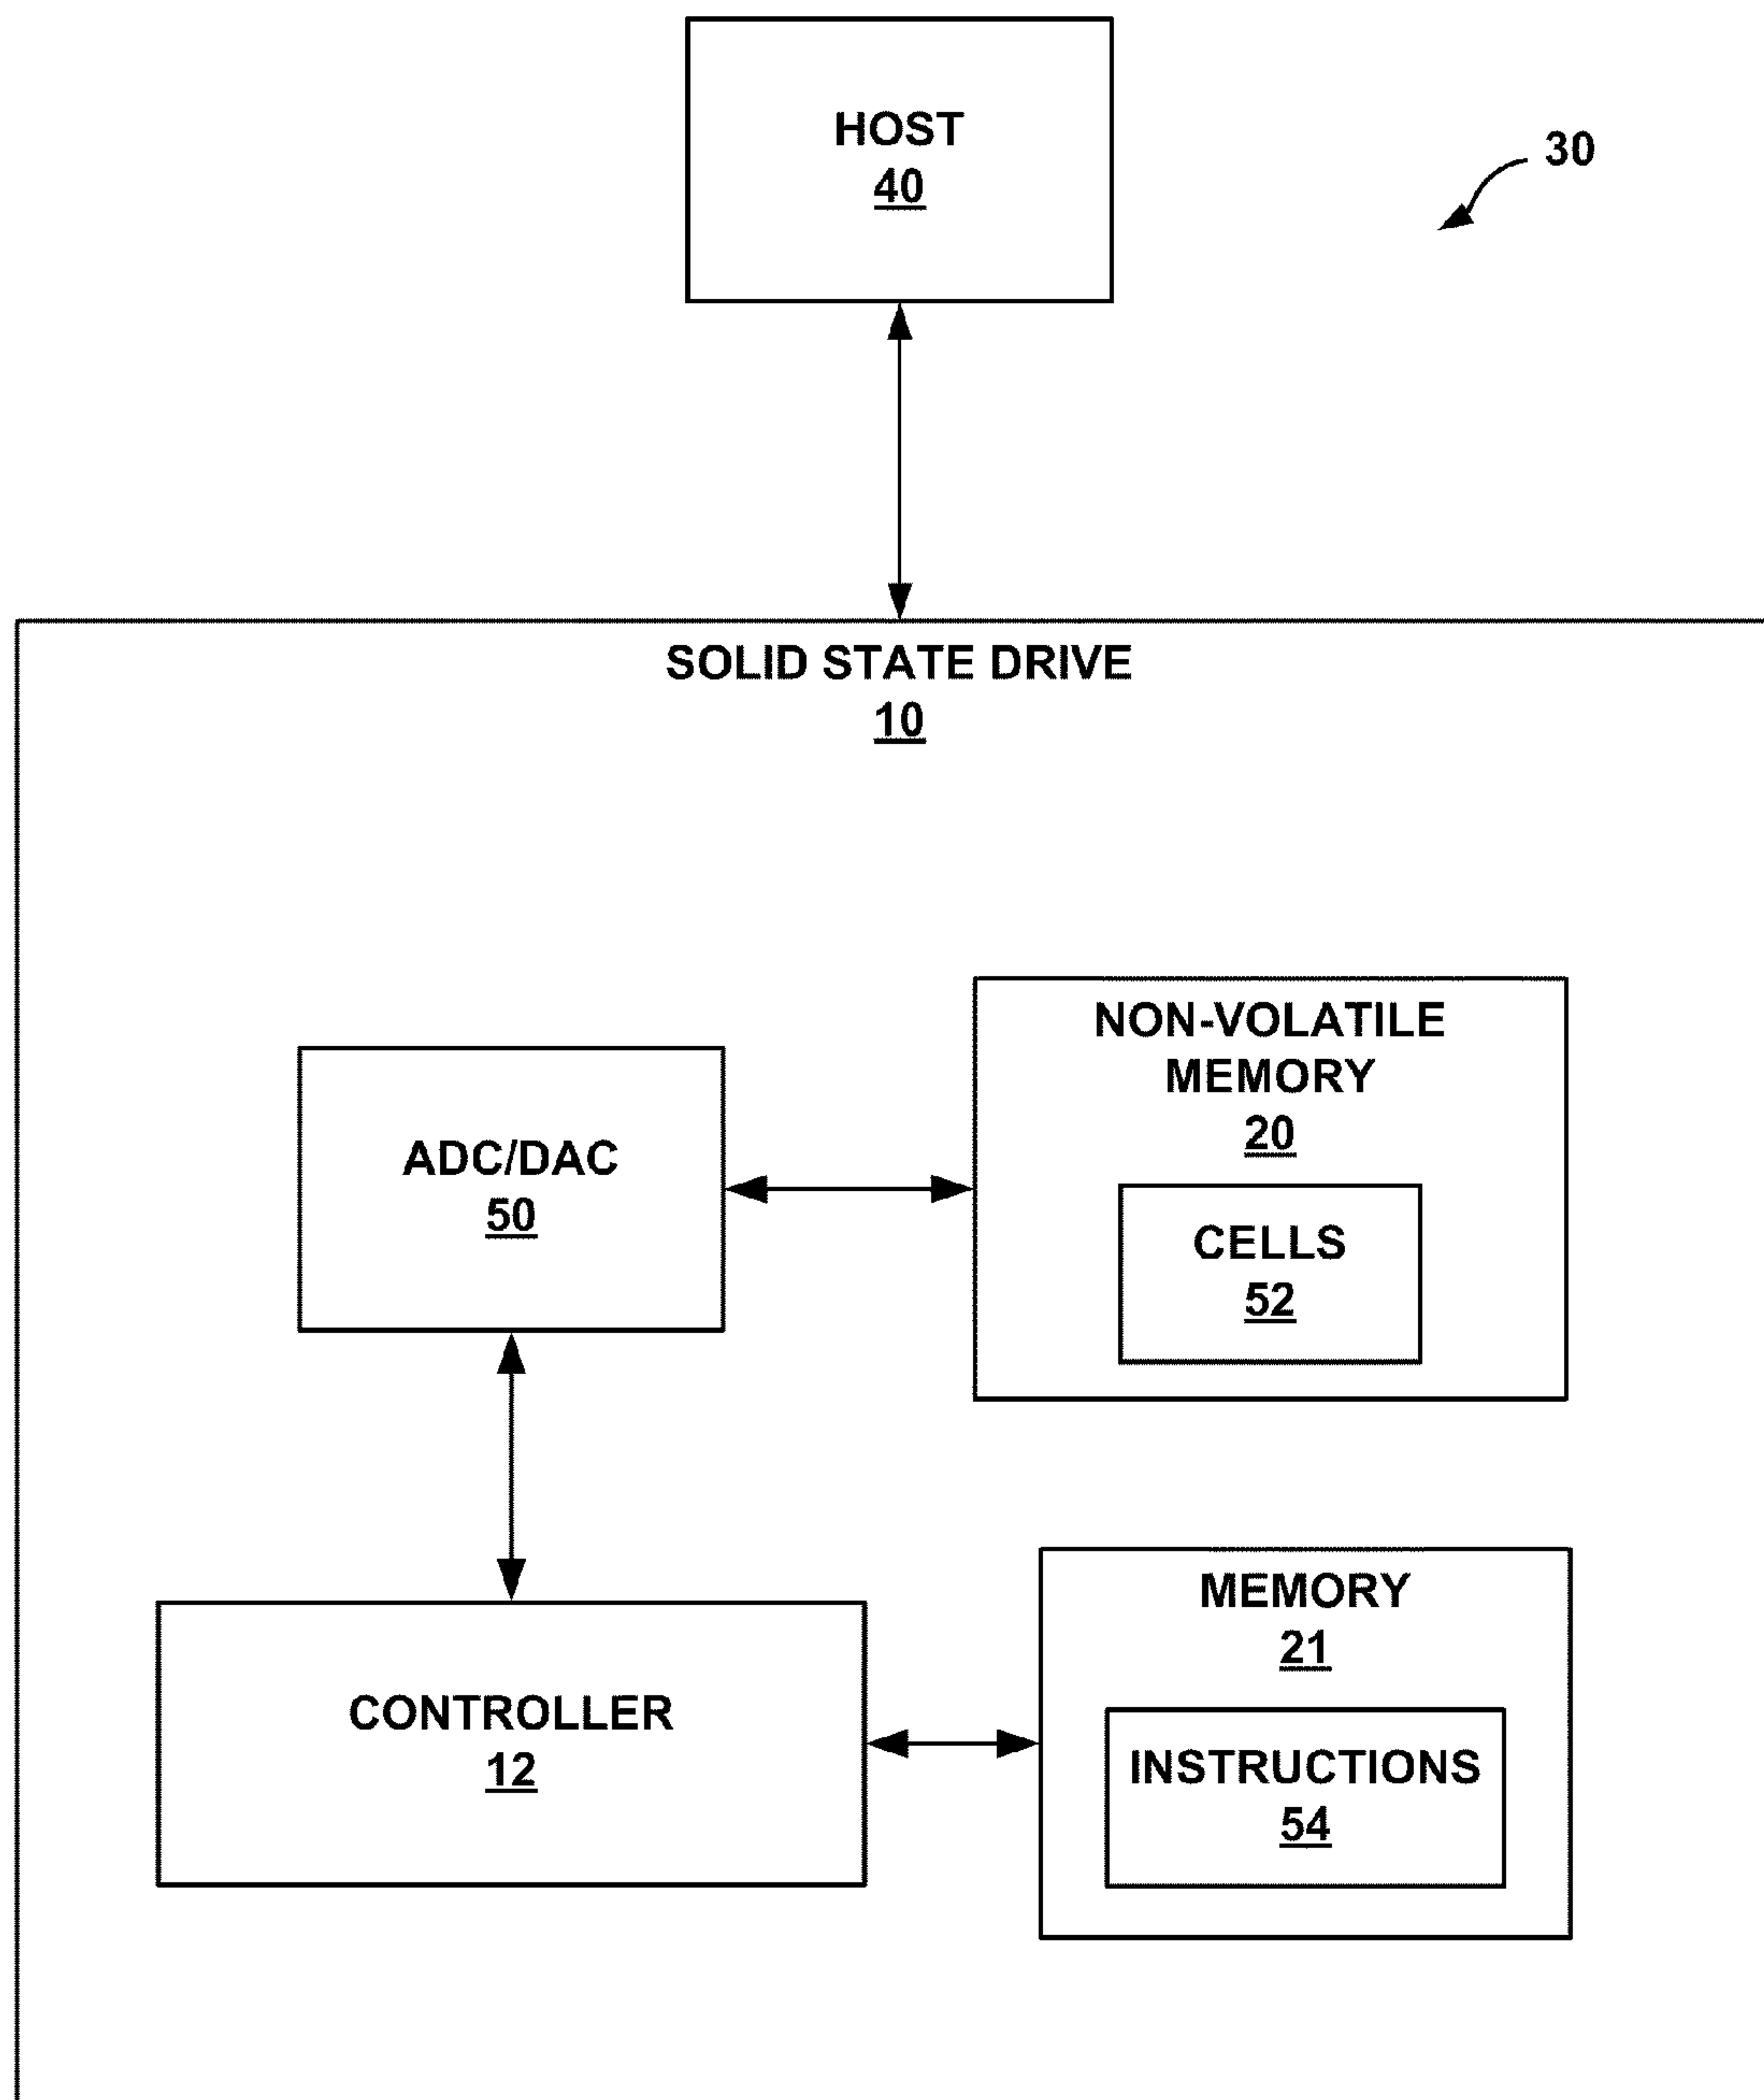 HOST
40
30
SOLID STATE DRIVE
10
NON-VOLATILE
MEMORY
20
CELLS
52
ADC/DAC
50
MEMORY
21
INSTRUCTIONS
54
CONTROLLER
12